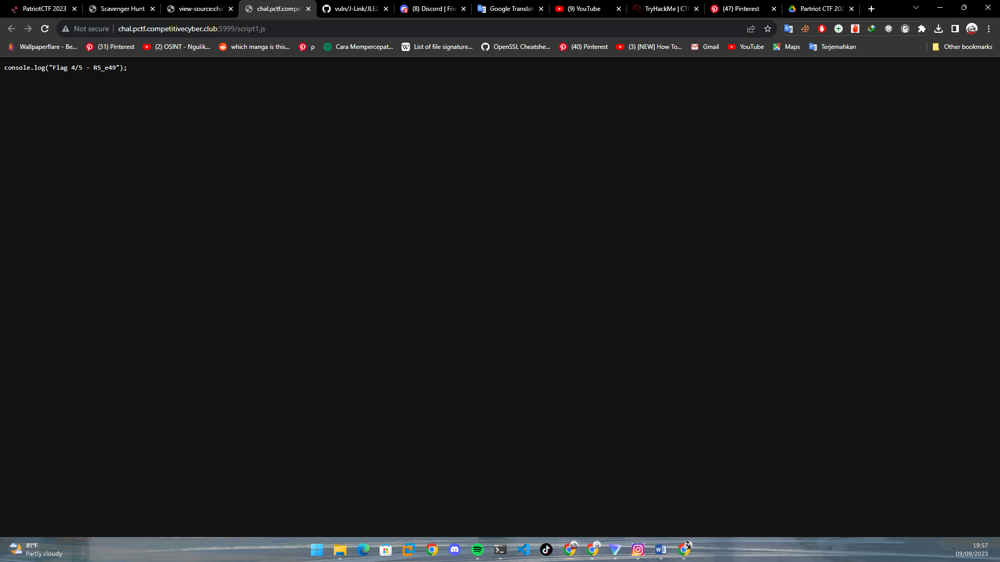 PatriotCTF 2023
Scavenger Hunt
view-source:cha
chal.pctf.compet
vuln/J-Link/JLE2
(8) Discord | Frie
Google Translat
(9) YouTube
TryHackMe | CTF
(47) Pinterest
Partriot CTF 202
Not secure
chal.pctf.competitivecyber.club:5999/script1.js
Wallpaperflare - Be...
(31) Pinterest
(2) OSINT - Ngulik...
which manga is this...
p
Cara Mempercepat...
List of file signature...
OpenSSL Cheatshe...
(40) Pinterest
(3) [NEW] How To...
Gmail
YouTube
Maps
Terjemahkan
Other bookmarks
console.log("Flag 4/5 - R5_e49");
81°F
Partly cloudy
19:57
09/09/2023